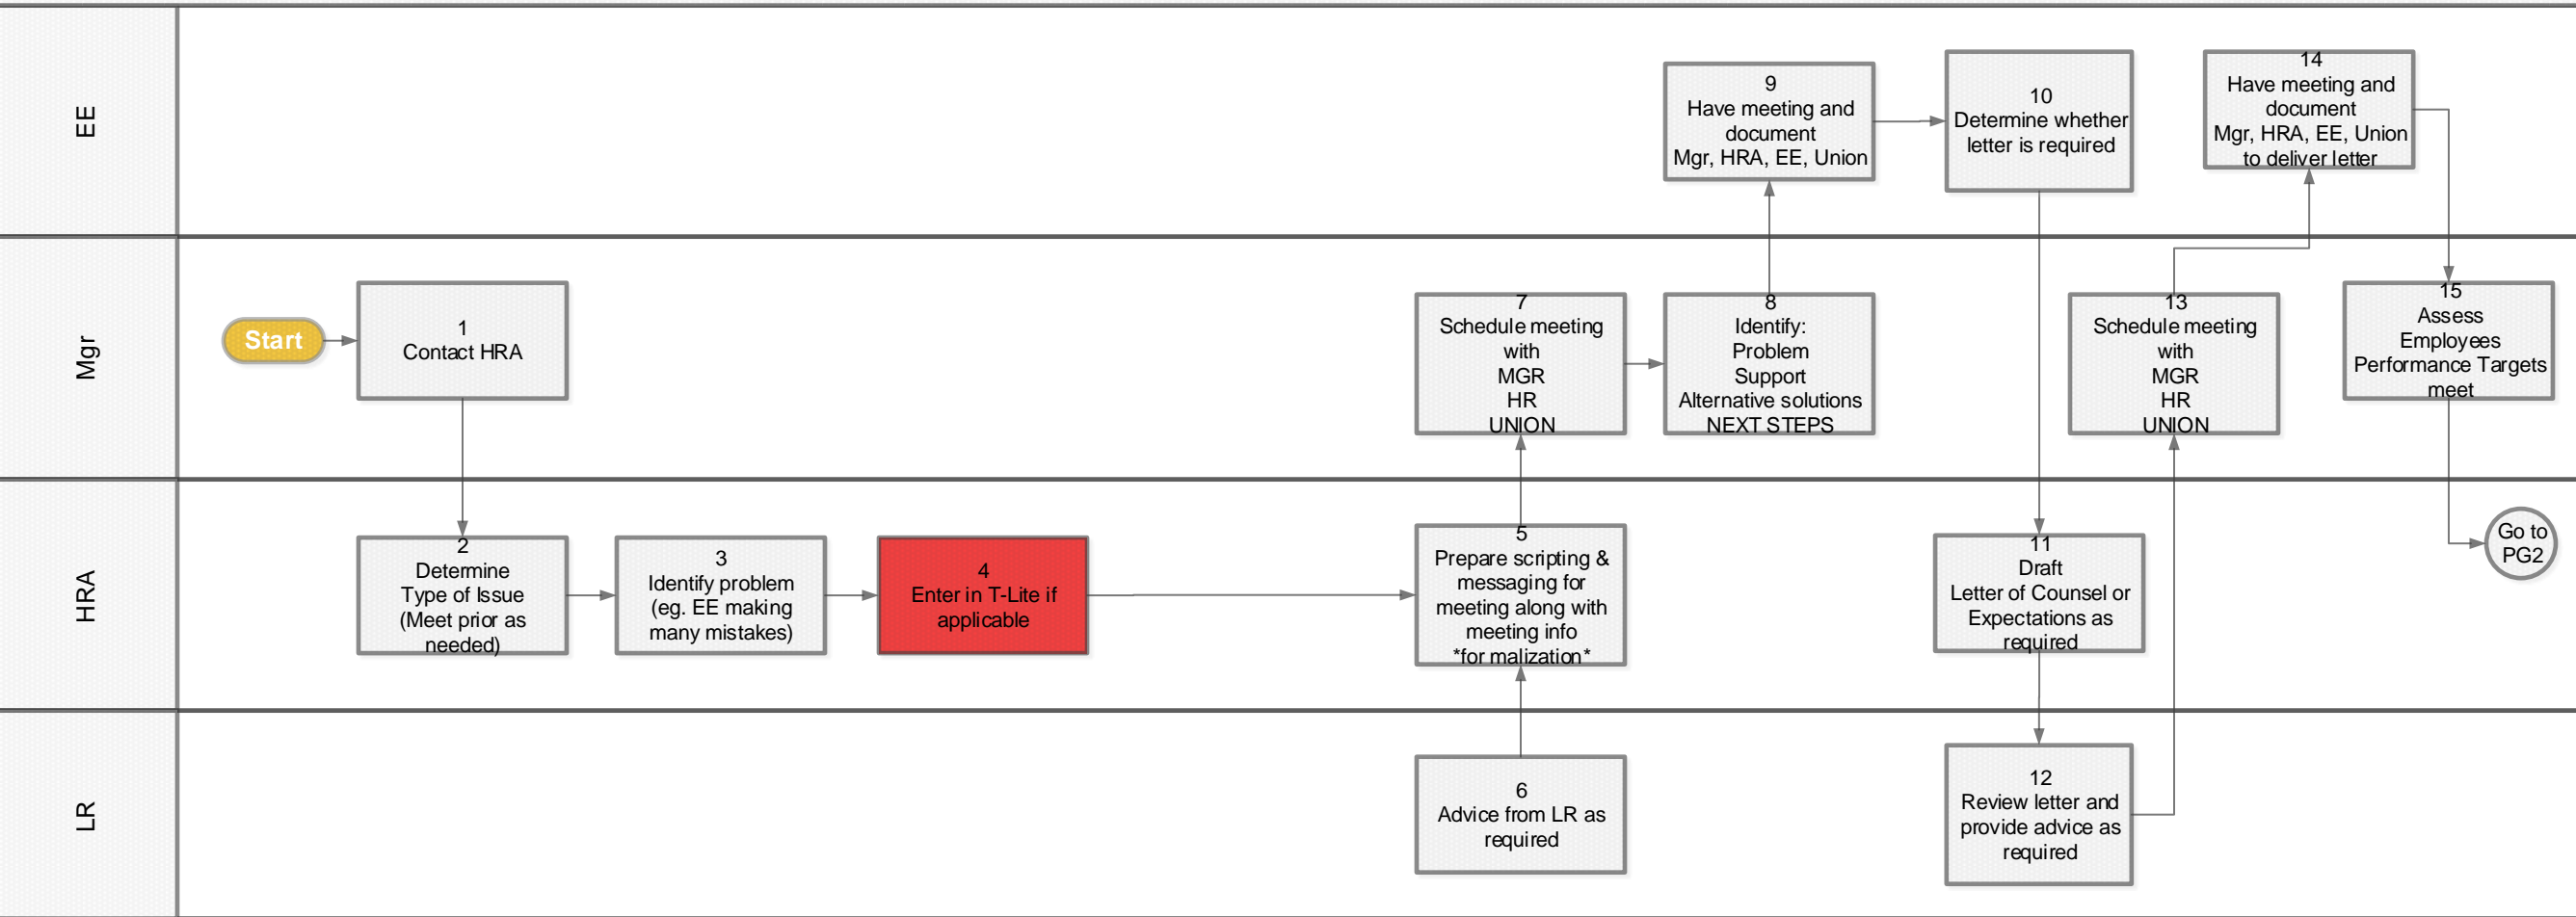 EE
9
Have meeting and
document
Mgr, HRA, EE, Union
10
Determine whether
letter is required
14
Have meeting and
document
Mgr, HRA, EE, Union
to deliver letter
Mgr
Start
1
Contact HRA
7
Schedule meeting
with
MGR
HR
UNION
8
Identify:
Problem
Support
Alternative solutions
NEXT STEPS
13
Schedule meeting
with
MGR
HR
UNION
15
Assess
Employees
Performance Targets
meet
HRA
2
Determine
Type of Issue
(Meet prior as
needed)
3
Identify problem
(eg. EE making
many mistakes)
4
Enter in T-Lite if
applicable
5
Prepare scripting &
messaging for
meeting along with
meeting info
*for malization*
11
Draft
Letter of Counsel or
Expectations as
required
Go to
PG2
LR
6
Advice from LR as
required
12
Review letter and
provide advice as
required